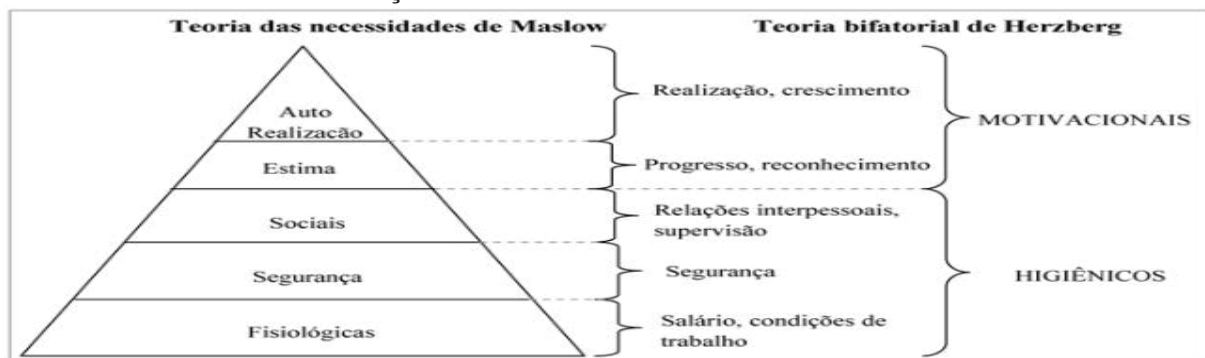 Teoria das necessidades de Maslow
Teoria bifatorial de Herzberg
Auto
Realização
Realização, crescimento
MOTIVACIONAIS
Estima
Progresso, reconhecimento
Sociais
Relações interpessoais,
supervisão
Segurança
Segurança
HIGIÊNICOS
Fisiológicas
Salário, condições de
trabalho